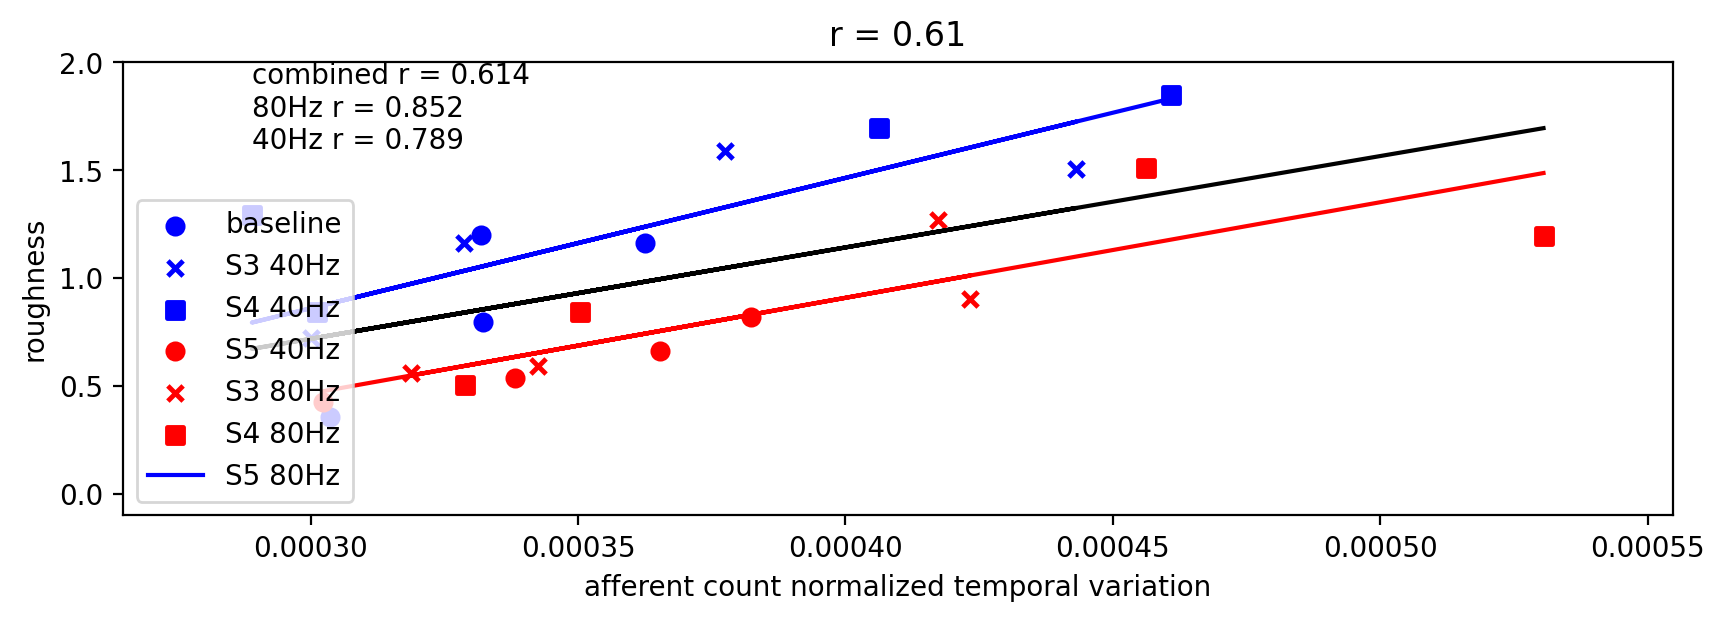 r = 0.61
combined r = 0.614
80Hz r = 0.852
40Hz r = 0.789
2.0
1.5
1.0
0.5
0.0
roughness
baseline
S3 40Hz
S4 40Hz
S5 40Hz
S3 80Hz
S4 80Hz
S5 80Hz
0.00030 0.00035 0.00040 0.00045 0.00050 0.00055
afferent count normalized temporal variation